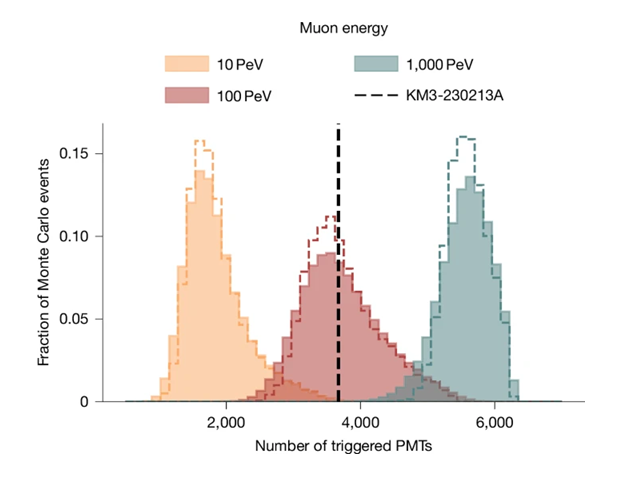 Muon energy
10 PeV
1,000 PeV
100 PeV
KM3-230213A
Fraction of Monte Carlo events
0.15
0.10
0.05
0
2,000
4,000
6,000
Number of triggered PMTs